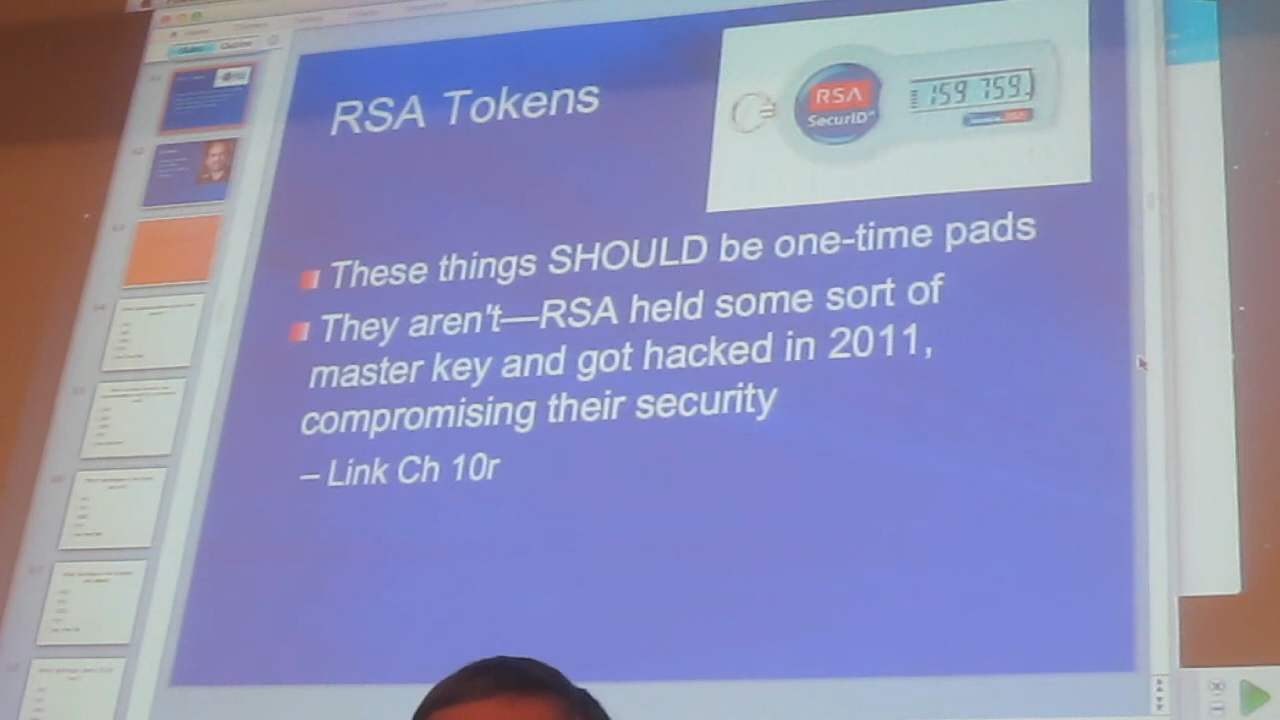 Outline
RSA Tokens
RSA
SecurID
159 759
These things SHOULD be one-time pads
They aren't—RSA held some sort of
master key and got hacked in 2011,
compromising their security
– Link Ch 10r